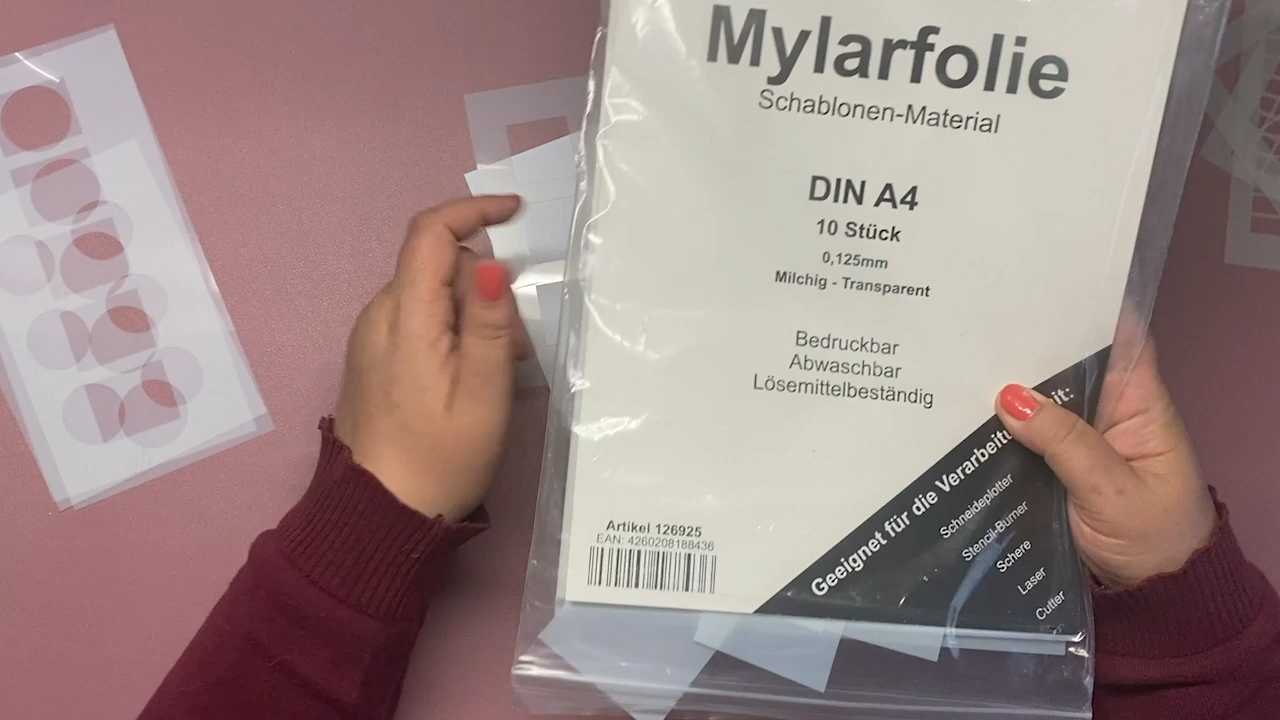 Mylarfolie
Schablonen-Material
DIN A4
10 Stück
0,125mm
Milchig - Transparent
Bedruckbar
Abwaschbar
Lösemittelbeständig
Geeignet für die
Schneideplotter
Stencil-Burner
Schere
Laser
Cutter
Artikel 126925
EAN: 4260208188436